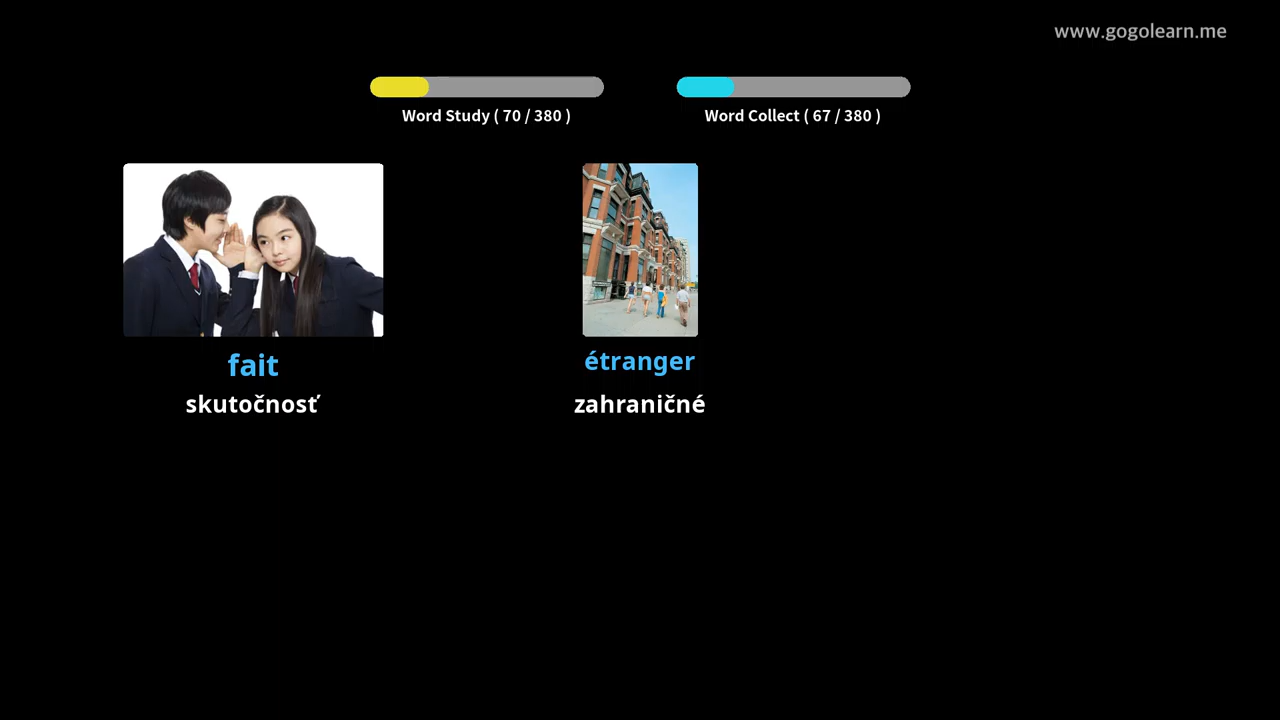 www.gogolearn.me
Word Study ( 70 / 380 )
Word Collect ( 67 / 380 )
fait
skutočnosť
étranger
zahraničné